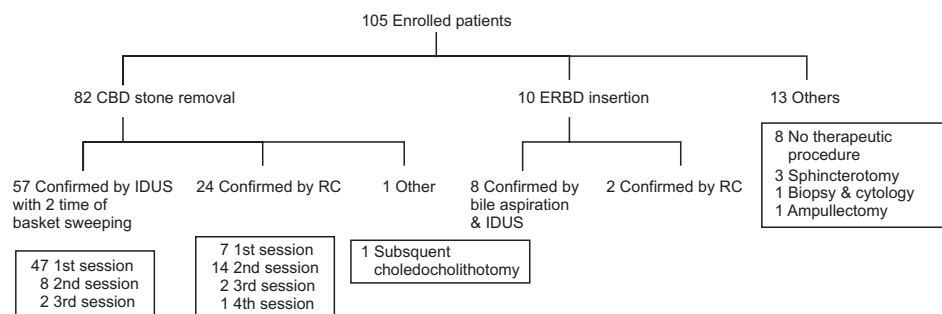 105 Enrolled patients
82 CBD stone removal
10 ERBD insertion
13 Others
8 No therapeutic
procedure
3 Sphincterotomy
1 Biopsy & cytology
1 Ampullectomy
57 Confirmed by IDUS
with 2 time of
basket sweeping
24 Confirmed by RC
1 Other
8 Confirmed by
bile aspiration
& IDUS
2 Confirmed by RC
47 1st session
8 2nd session
2 3rd session
7 1st session
14 2nd session
2 3rd session
1 4th session
1 Subsquent
choledocholithotomy